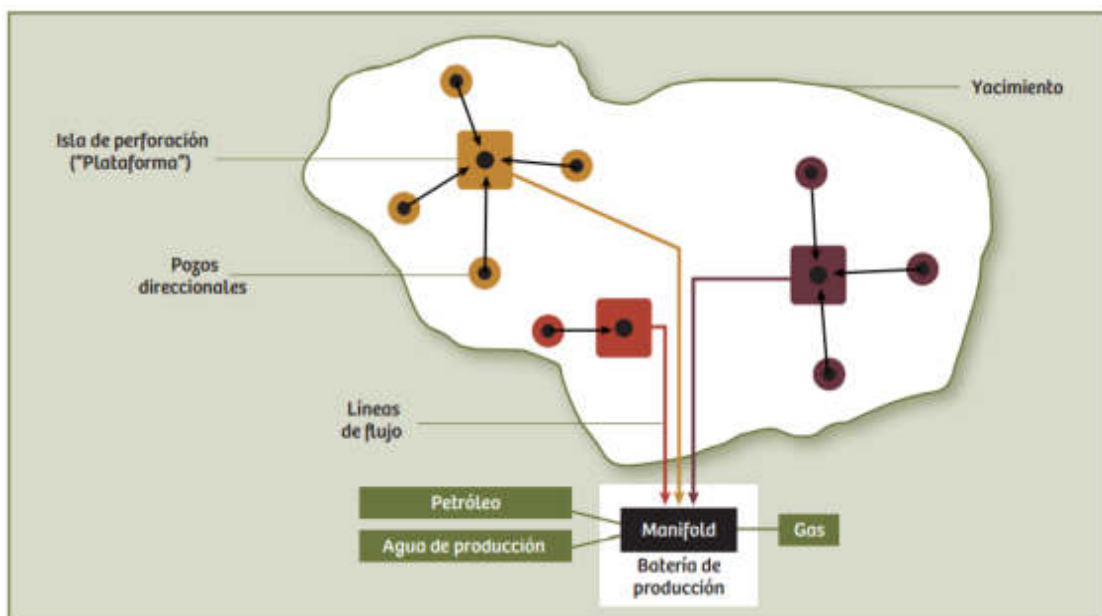 Yacimiento
Isla de perforación
("Plataforma")
Pozos
direccionales
Líneas
de flujo
Petróleo
Agua de producción
Manifold
Gas
Batería de
producción